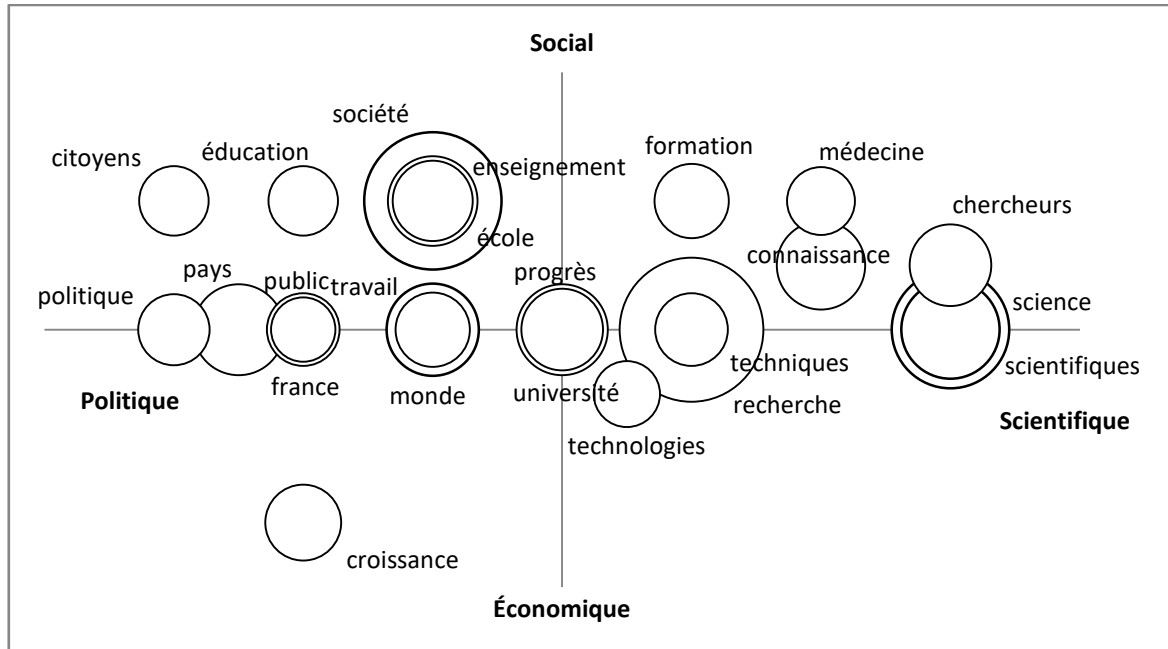 Social
société
citoyens
éducation
enseignement
formation
médecine
chercheurs
école
connaissance
pays
public
travail
progrès
politique
science
france
monde
université
techniques
scientifiques
Politique
recherche
Scientifique
technologies
croissance
Économique